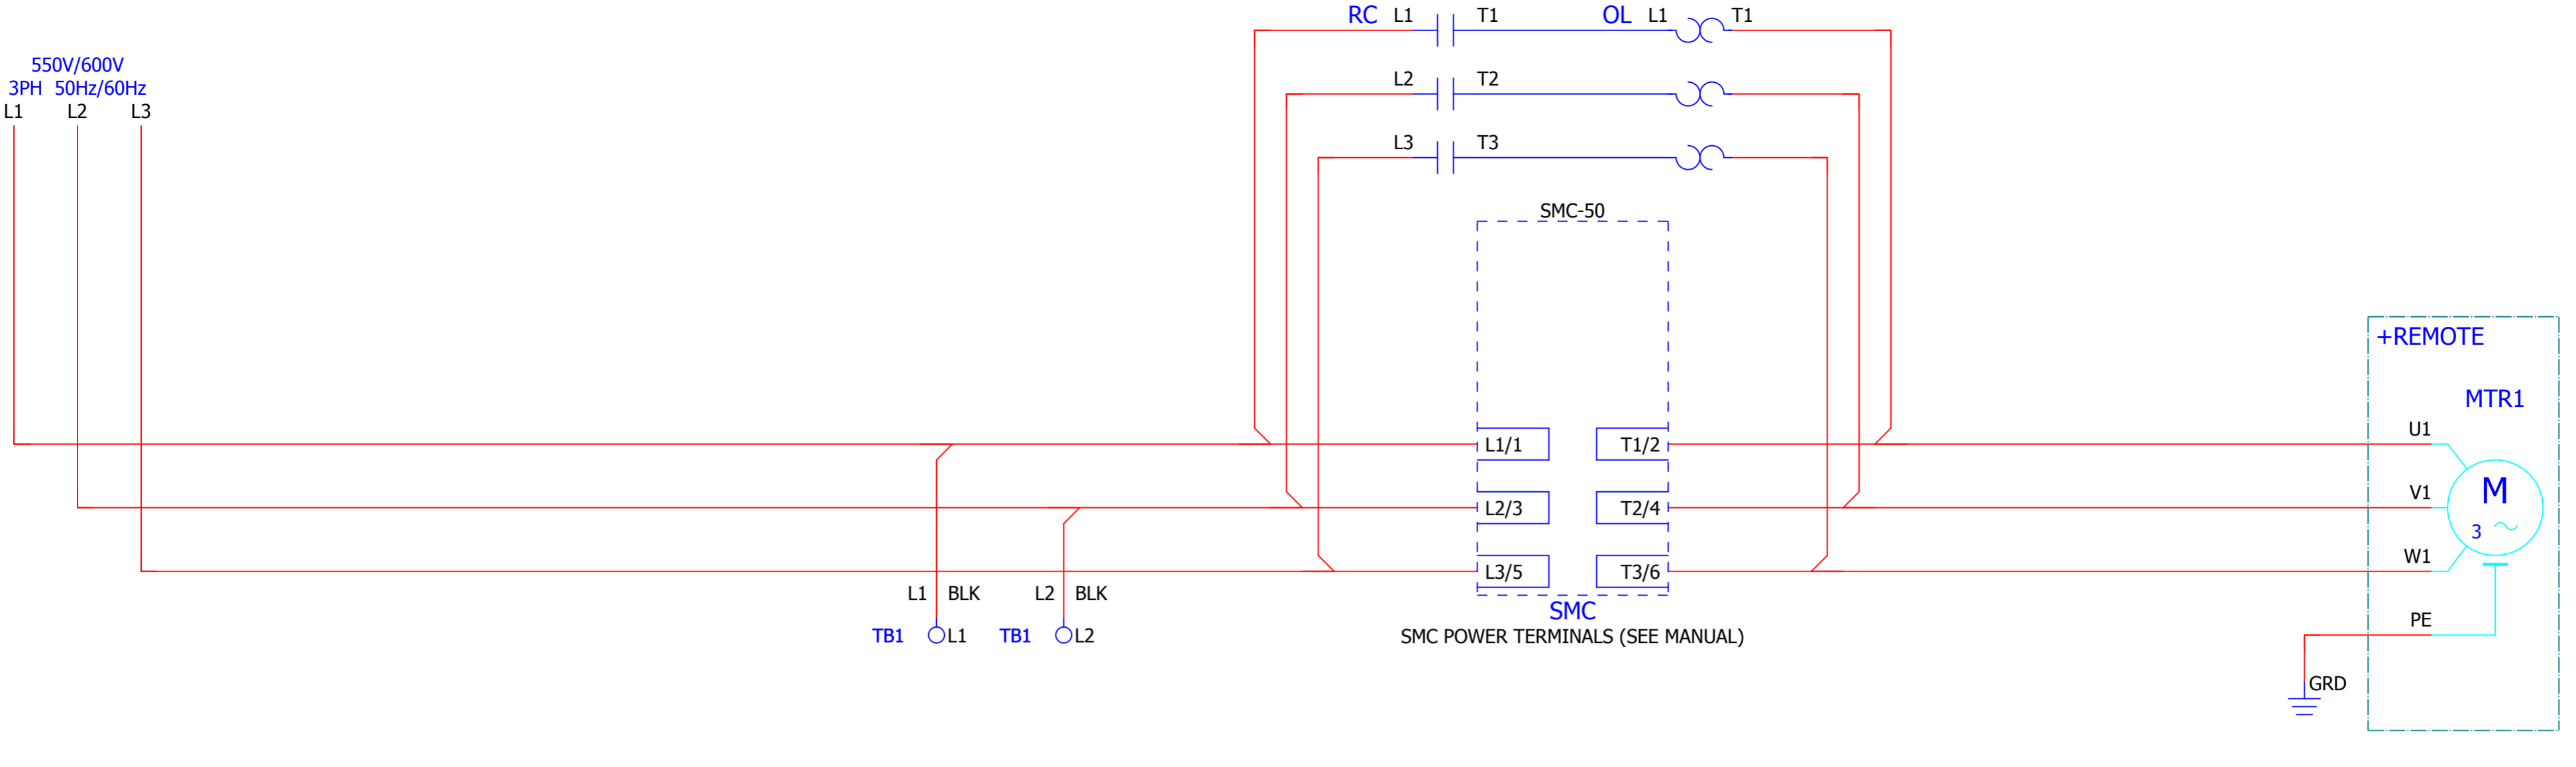 RC L1 T1 OL L1 T1
550V/600V
3PH 50Hz/60Hz
L1 L2 L3
L2 T2
L3 T3
SMC-50
+REMOTE
MTR1
U1
L1/1 T1/2
V1
M
L2/3 T2/4
3
W1
L3/5 T3/6
L1 BLK L2 BLK
SMC
PE
TB1 L1 TB1 L2
SMC POWER TERMINALS (SEE MANUAL)
GRD